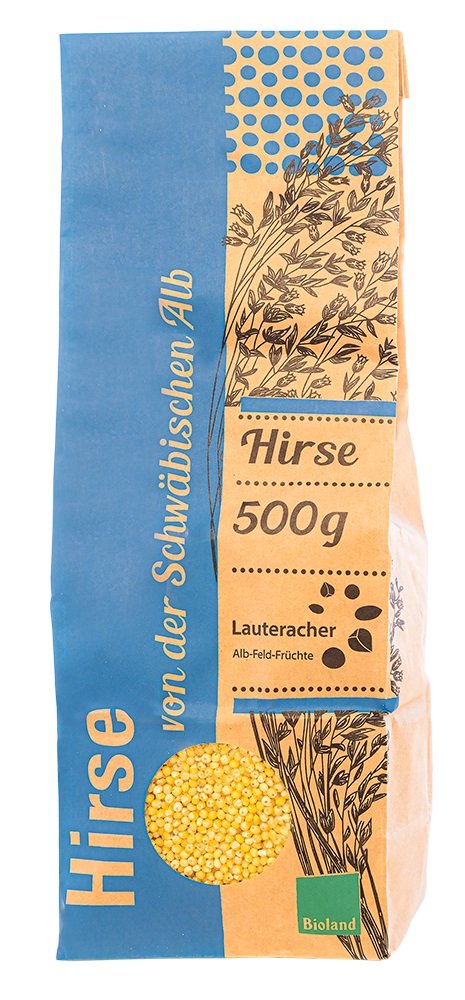 Hirse
von der Schwäbischen Alb
Hirse
500g
Lauteracher
Alb-Feld-Früchte
Bioland